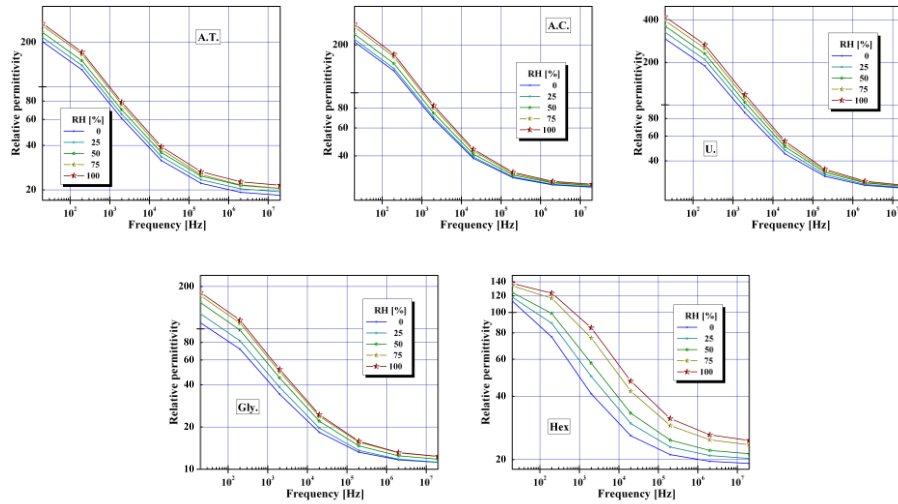 Relative permittivity
200
80
60
40
20
A.T.
RH [%]
0
25
50
75
100
10² 10³ 10⁴ 10⁵ 10⁶ 10⁷
Frequency [Hz]
Relative permittivity
200
80
60
40
A.C.
RH [%]
0
25
50
75
100
10² 10³ 10⁴ 10⁵ 10⁶ 10⁷
Frequency [Hz]
Relative permittivity
400
200
80
60
40
U.
RH [%]
0
25
50
75
100
10² 10³ 10⁴ 10⁵ 10⁶ 10⁷
Frequency [Hz]
Relative permittivity
200
80
60
40
20
10
Gly.
RH [%]
0
25
50
75
100
10² 10³ 10⁴ 10⁵ 10⁶ 10⁷
Frequency [Hz]
Relative permittivity
140
120
100
80
60
40
20
Hex
RH [%]
0
25
50
75
100
10² 10³ 10⁴ 10⁵ 10⁶ 10⁷
Frequency [Hz]